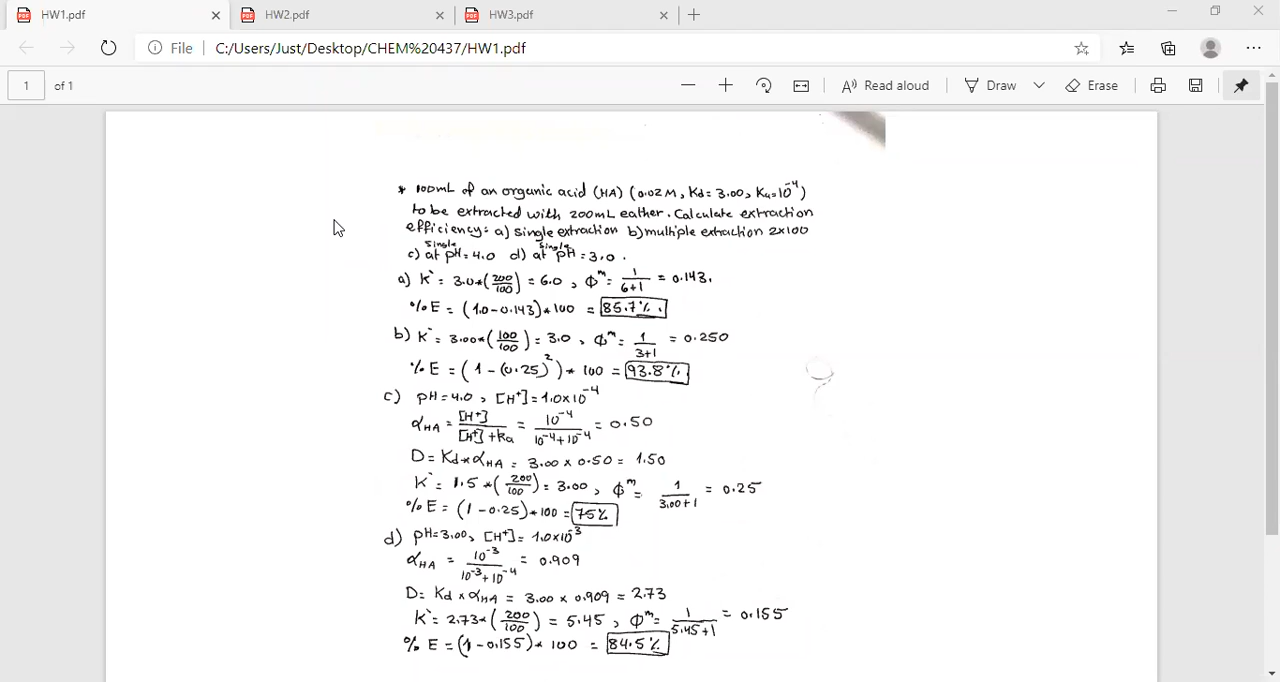 HW1.pdf
HW2.pdf
HW3.pdf
File C:/Users/Just/Desktop/CHEM%20437/HW1.pdf
1 of 1
A) Read aloud
Draw
Erase
* 100mL of an organic acid (HA) (0.02M, Kd=3.00, Ka=10⁻⁴)
to be extracted with 200mL eather. Calculate extraction
efficiency: a) single extraction b) multiple extraction 2x100
c) single at pH=4.0 d) single at pH=3.0.
a) K' = 3.0*(200/100) = 6.0, Φᵐ = 1/(6+1) = 0.143.
%E = (1.0-0.143)*100 = 85.7%.
b) K' = 3.00*(100/100) = 3.0, Φᵐ = 1/(3+1) = 0.250
%E = (1-(0.25)²)*100 = 93.8%.
c) pH=4.0, [H⁺]=1.0x10⁻⁴
αHA = [H⁺]/([H⁺]+ka) = 10⁻⁴/(10⁻⁴+10⁻⁴) = 0.50
D = Kd*αHA = 3.00 x 0.50 = 1.50
K' = 1.5*(200/100) = 3.00, Φᵐ = 1/(3.00+1) = 0.25
%E = (1-0.25)*100 = 75%
d) pH=3.00, [H⁺] = 1.0x10⁻³
αHA = 10⁻³/(10⁻³+10⁻⁴) = 0.909
D = Kd x αHA = 3.00 x 0.909 = 2.73
K' = 2.73*(200/100) = 5.45, Φᵐ = 1/(5.45+1) = 0.155
%E = (1-0.155)*100 = 84.5%